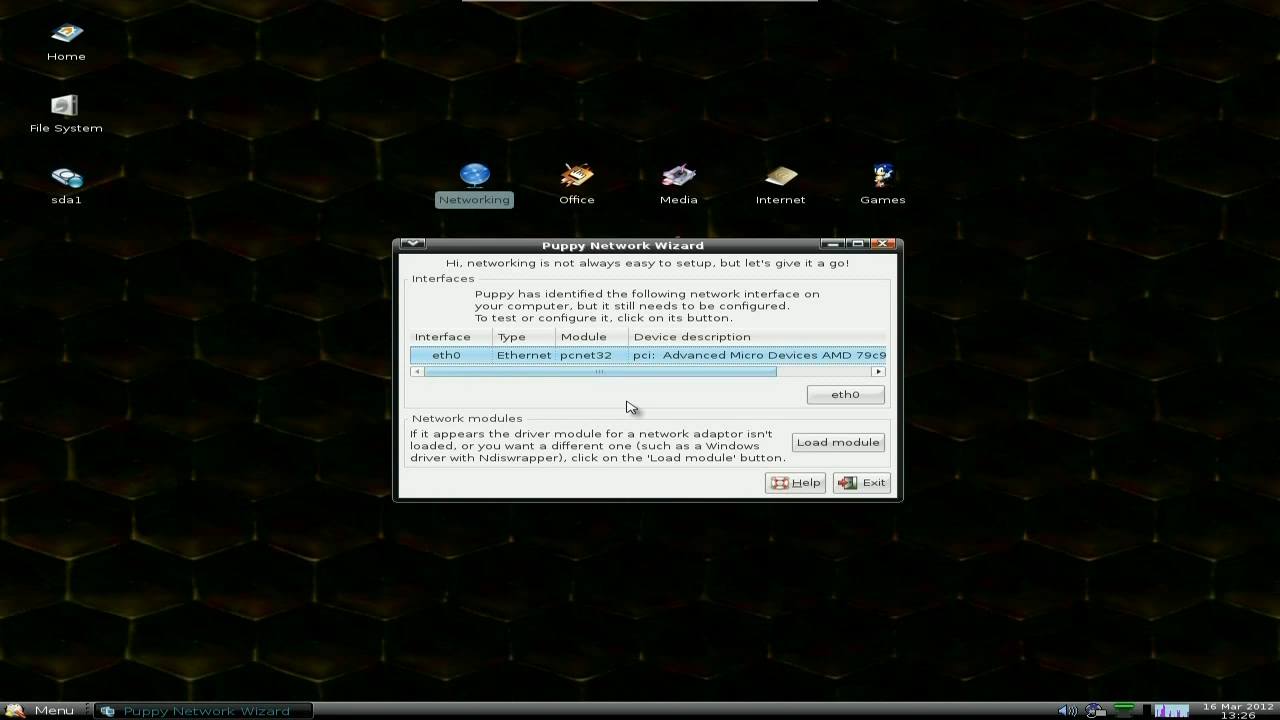 Home
File System
sda1
Networking
Office
Media
Internet
Games
Puppy Network Wizard
Hi, networking is not always easy to setup, but let's give it a go!
Interfaces
Puppy has identified the following network interface on
your computer, but it still needs to be configured.
To test or configure it, click on its button.
Interface Type Module Device description
eth0 Ethernet pcnet32 pci: Advanced Micro Devices AMD 79c9
eth0
Network modules
If it appears the driver module for a network adaptor isn't
loaded, or you want a different one (such as a Windows
driver with Ndiswrapper), click on the 'Load module' button.
Load module
Help
Exit
Menu
Puppy Network Wizard
16 Mar 2012
13:26